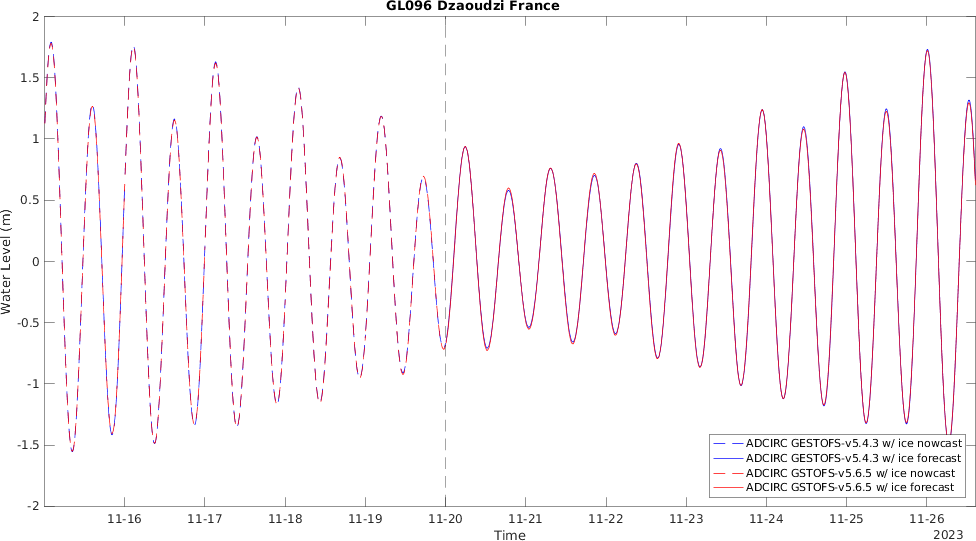 GL096 Dzaoudzi France
2
1.5
1
0.5
0
-0.5
-1
-1.5
-2
Water Level (m)
ADCIRC GESTOFS-v5.4.3 w/ ice nowcast
ADCIRC GESTOFS-v5.4.3 w/ ice forecast
ADCIRC GSTOFS-v5.6.5 w/ ice nowcast
ADCIRC GSTOFS-v5.6.5 w/ ice forecast
11-16 11-17 11-18 11-19 11-20 11-21 11-22 11-23 11-24 11-25 11-26
Time
2023